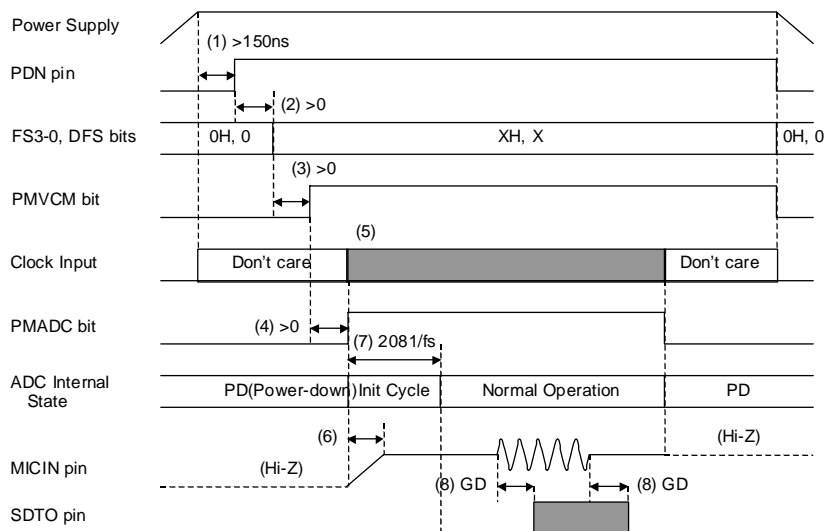 Power Supply
(1) >150ns
PDN pin
(2) >0
FS3-0, DFS bits
0H, 0
XH, X
0H, 0
(3) >0
PMVCM bit
(5)
Clock Input
Don't care
Don't care
PMADC bit
(4) >0
(7) 2081/fs
ADC Internal
State
PD(Power-down)
Init Cycle
Normal Operation
PD
(6)
(Hi-Z)
MICIN pin
(Hi-Z)
(8) GD
(8) GD
SDTO pin